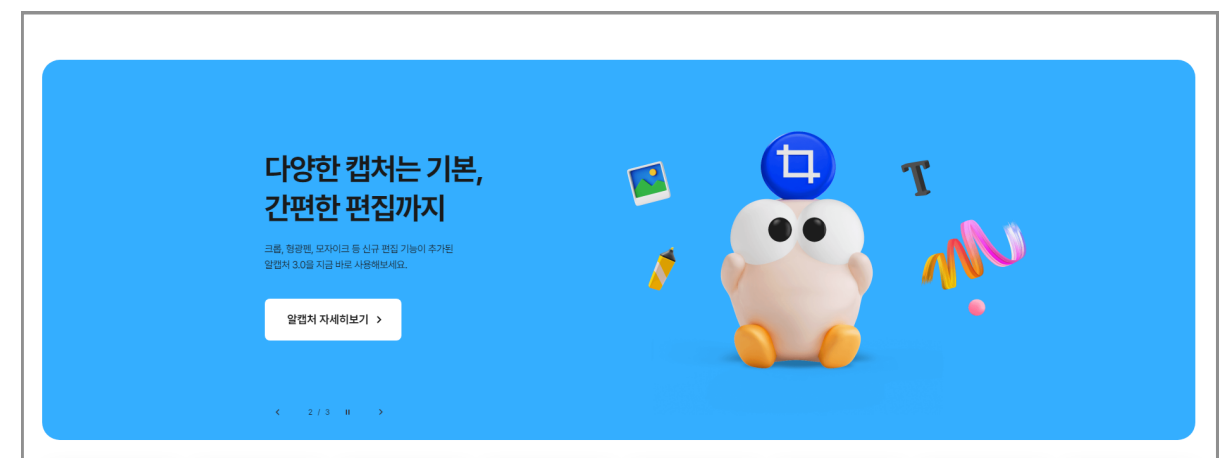 다양한 캡처는 기본,
간편한 편집까지
크롭, 형광펜, 모자이크 등 신규 편집 기능이 추가된
알캡처 3.0을 지금 바로 사용해보세요.
알캡처 자세히보기 >
T
< 2 / 3 ⏸ >